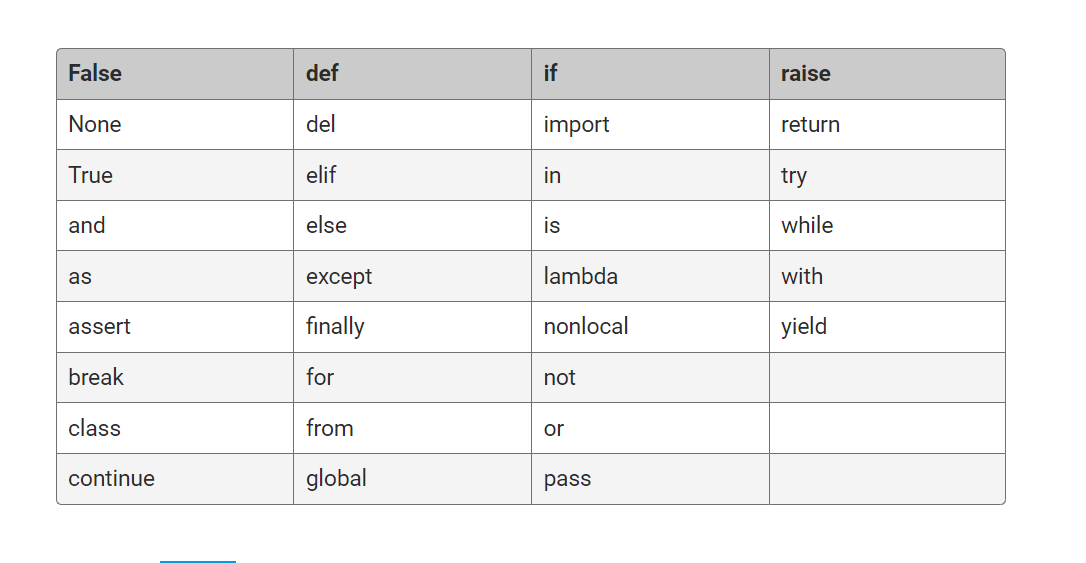 False def if raise
None del import return
True elif in try
and else is while
as except lambda with
assert finally nonlocal yield
break for not
class from or
continue global pass